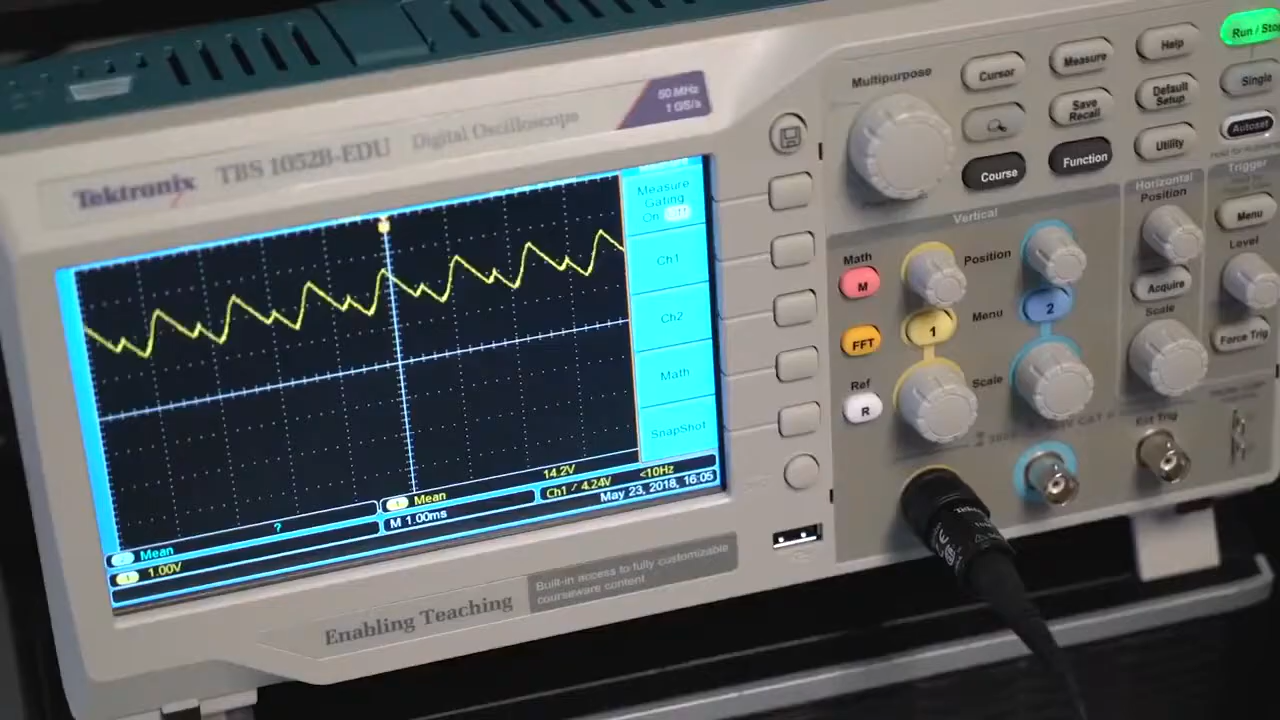 Tektronix TBS 1052B-EDU Digital Oscilloscope
50 MHz
1 GS/s
Measure
Gating
On Off
Ch1
Ch2
Math
SnapShot
14.2V
<10Hz
Mean
Ch1 / 4.24V
M 1.00ms
May 23, 2018, 16:05
?
2 Mean
1 1.00V
Enabling Teaching
Built-in access to fully customizable
courseware content
Multipurpose
Cursor
Measure
Help
Run / Stop
Save
Recall
Default
Setup
Single
Course
Function
Utility
Autoset
Vertical
Horizontal
Trigger
Math
M
Position
Position
Menu
FFT
1
Menu
2
Acquire
Level
Scale
Force Trig
Ref
R
Scale
Ext Trig
CE